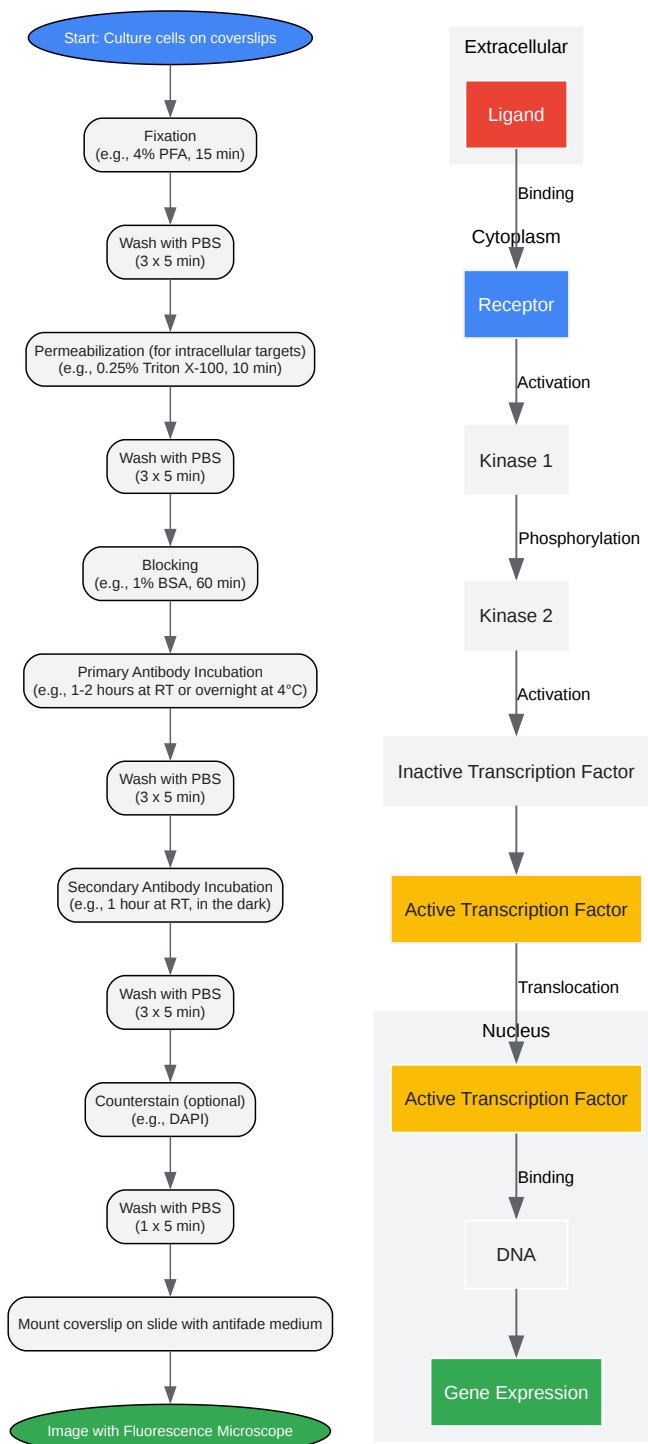 Start: Culture cells on coverslips
Fixation
(e.g., 4% PFA, 15 min)
Wash with PBS
(3 x 5 min)
Permeabilization (for intracellular targets)
(e.g., 0.25% Triton X-100, 10 min)
Wash with PBS
(3 x 5 min)
Blocking
(e.g., 1% BSA, 60 min)
Primary Antibody Incubation
(e.g., 1-2 hours at RT or overnight at 4°C)
Wash with PBS
(3 x 5 min)
Secondary Antibody Incubation
(e.g., 1 hour at RT, in the dark)
Wash with PBS
(3 x 5 min)
Counterstain (optional)
(e.g., DAPI)
Wash with PBS
(1 x 5 min)
Mount coverslip on slide with antifade medium
Image with Fluorescence Microscope
Extracellular
Ligand
Binding
Cytoplasm
Receptor
Activation
Kinase 1
Phosphorylation
Kinase 2
Activation
Inactive Transcription Factor
Active Transcription Factor
Translocation
Nucleus
Active Transcription Factor
Binding
DNA
Gene Expression